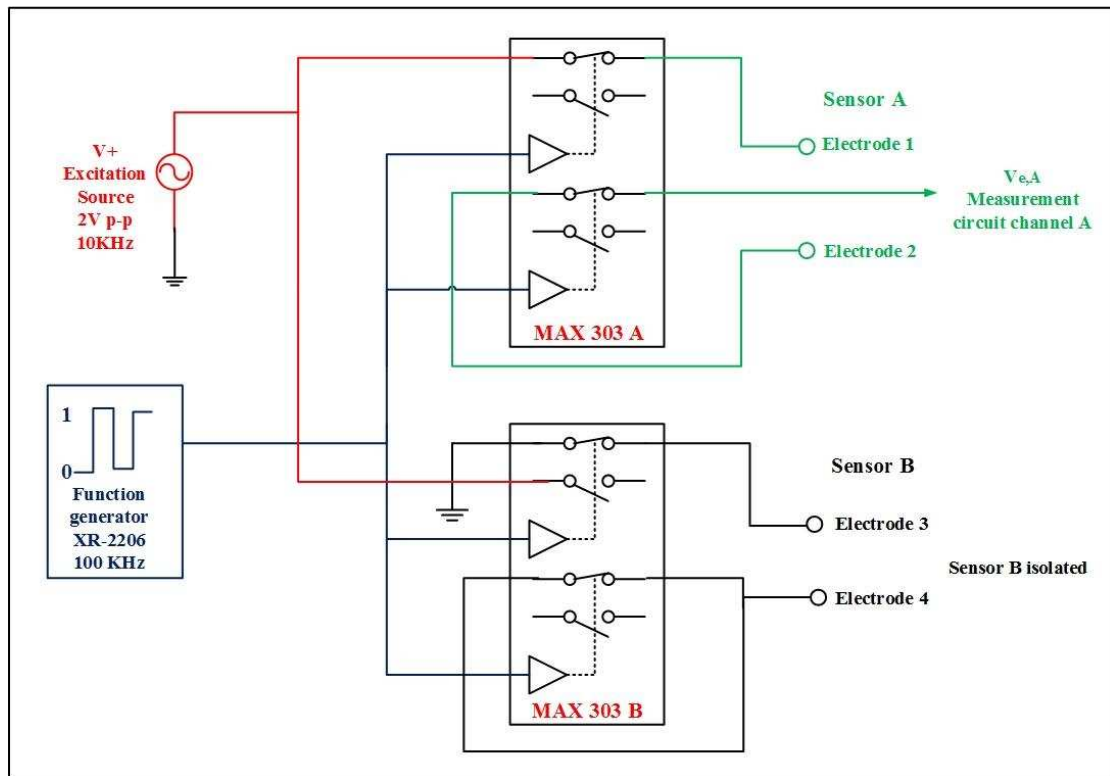 V+
Excitation
Source
2V p-p
10KHz
Sensor A
Electrode 1
Ve,A
Measurement
circuit channel A
Electrode 2
MAX 303 A
1
0
Function
generator
XR-2206
100 KHz
Sensor B
Electrode 3
Sensor B isolated
Electrode 4
MAX 303 B